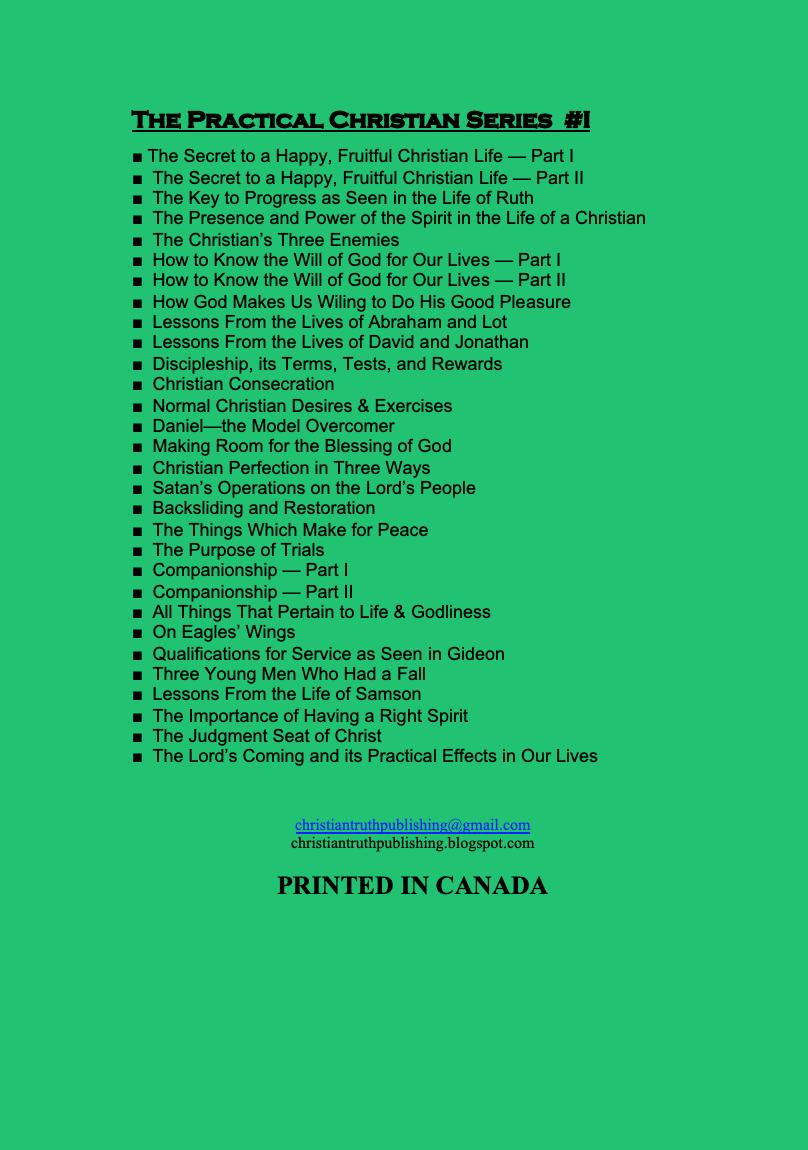 The Practical Christian Series #I
■ The Secret to a Happy, Fruitful Christian Life — Part I
■ The Secret to a Happy, Fruitful Christian Life — Part II
■ The Key to Progress as Seen in the Life of Ruth
■ The Presence and Power of the Spirit in the Life of a Christian
■ The Christian’s Three Enemies
■ How to Know the Will of God for Our Lives — Part I
■ How to Know the Will of God for Our Lives — Part II
■ How God Makes Us Wiling to Do His Good Pleasure
■ Lessons From the Lives of Abraham and Lot
■ Lessons From the Lives of David and Jonathan
■ Discipleship, its Terms, Tests, and Rewards
■ Christian Consecration
■ Normal Christian Desires & Exercises
■ Daniel—the Model Overcomer
■ Making Room for the Blessing of God
■ Christian Perfection in Three Ways
■ Satan’s Operations on the Lord’s People
■ Backsliding and Restoration
■ The Things Which Make for Peace
■ The Purpose of Trials
■ Companionship — Part I
■ Companionship — Part II
■ All Things That Pertain to Life & Godliness
■ On Eagles’ Wings
■ Qualifications for Service as Seen in Gideon
■ Three Young Men Who Had a Fall
■ Lessons From the Life of Samson
■ The Importance of Having a Right Spirit
■ The Judgment Seat of Christ
■ The Lord’s Coming and its Practical Effects in Our Lives
christiantruthpublishing@gmail.com
christiantruthpublishing.blogspot.com
PRINTED IN CANADA